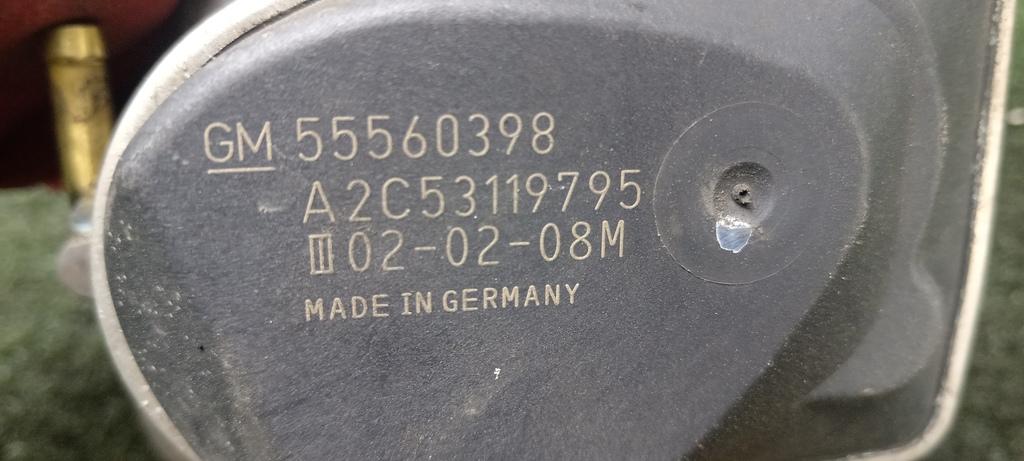 GM 55560398
A2C53119795
III 02-02-08M
MADE IN GERMANY